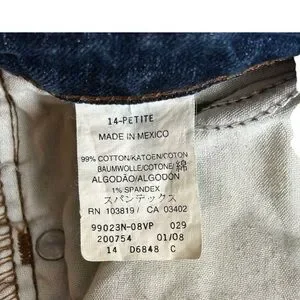 14-PETITE
MADE IN MEXICO
99% COTTON/KATOEN/COTON
BAUMWOLLE/COTONE/綿
ALGODÃO/ALGODÓN
1% SPANDEX
スパンデックス
RN 103819/ CA 03402
99023N-08VP 029
200754 01/08
14 D6848 C